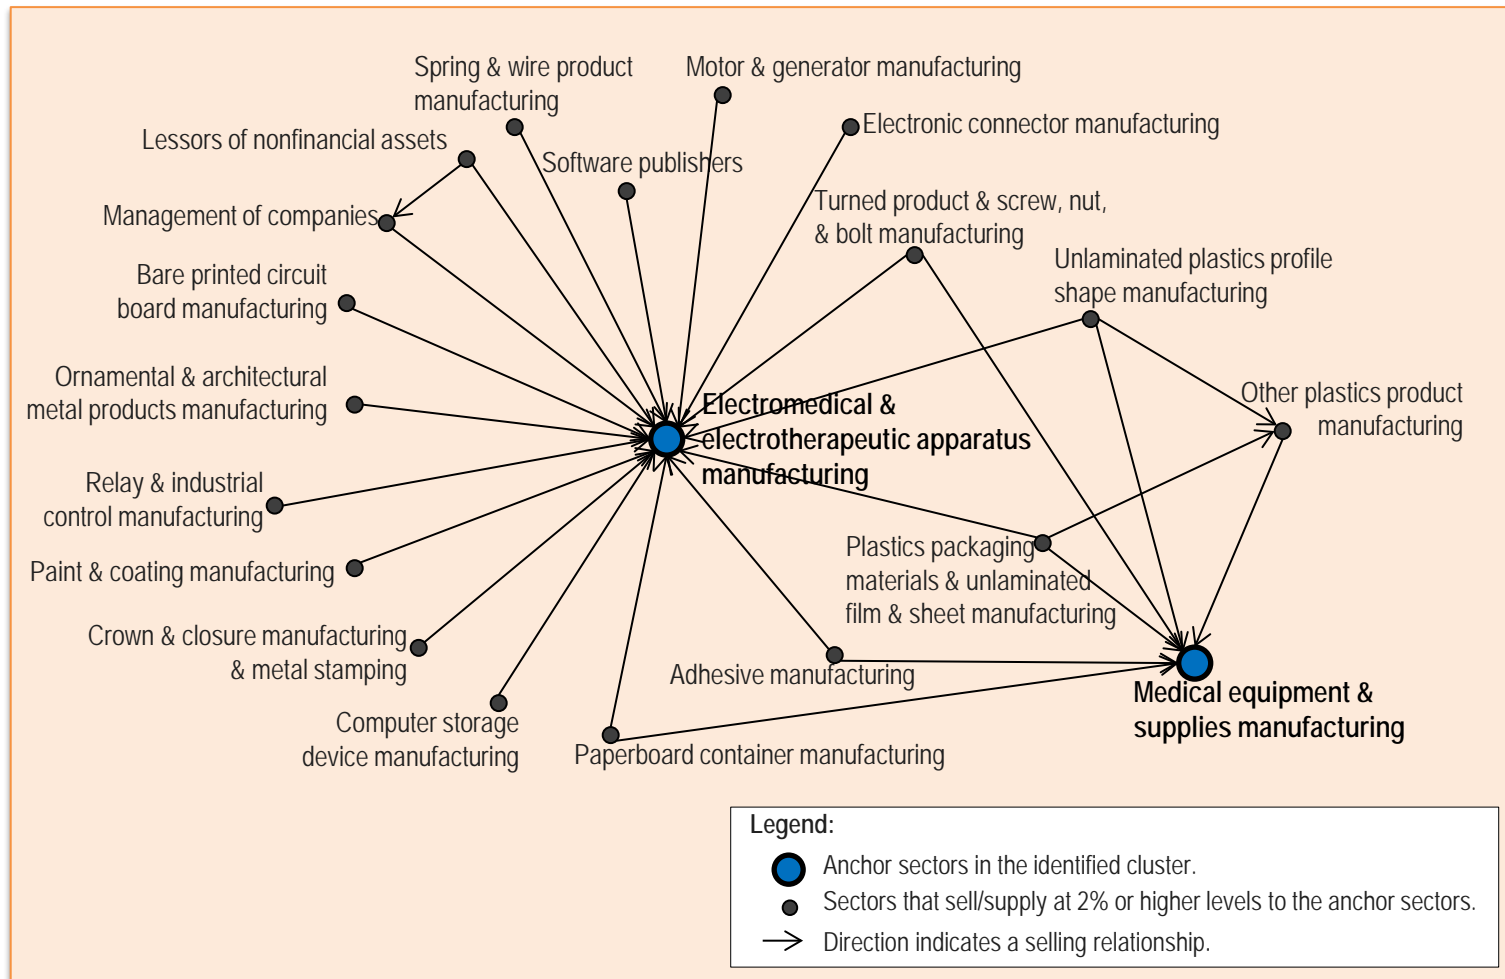 Spring & wire product
manufacturing
Motor & generator manufacturing
Electronic connector manufacturing
Lessors of nonfinancial assets
Software publishers
Management of companies
Turned product & screw, nut,
& bolt manufacturing
Unlaminated plastics profile
shape manufacturing
Bare printed circuit
board manufacturing
Ornamental & architectural
metal products manufacturing
Other plastics product
manufacturing
Electromedical &
electrotherapeutic apparatus
manufacturing
Relay & industrial
control manufacturing
Plastics packaging
materials & unlaminated
film & sheet manufacturing
Paint & coating manufacturing
Crown & closure manufacturing
& metal stamping
Adhesive manufacturing
Medical equipment &
supplies manufacturing
Computer storage
device manufacturing
Paperboard container manufacturing
Legend:
Anchor sectors in the identified cluster.
Sectors that sell/supply at 2% or higher levels to the anchor sectors.
Direction indicates a selling relationship.